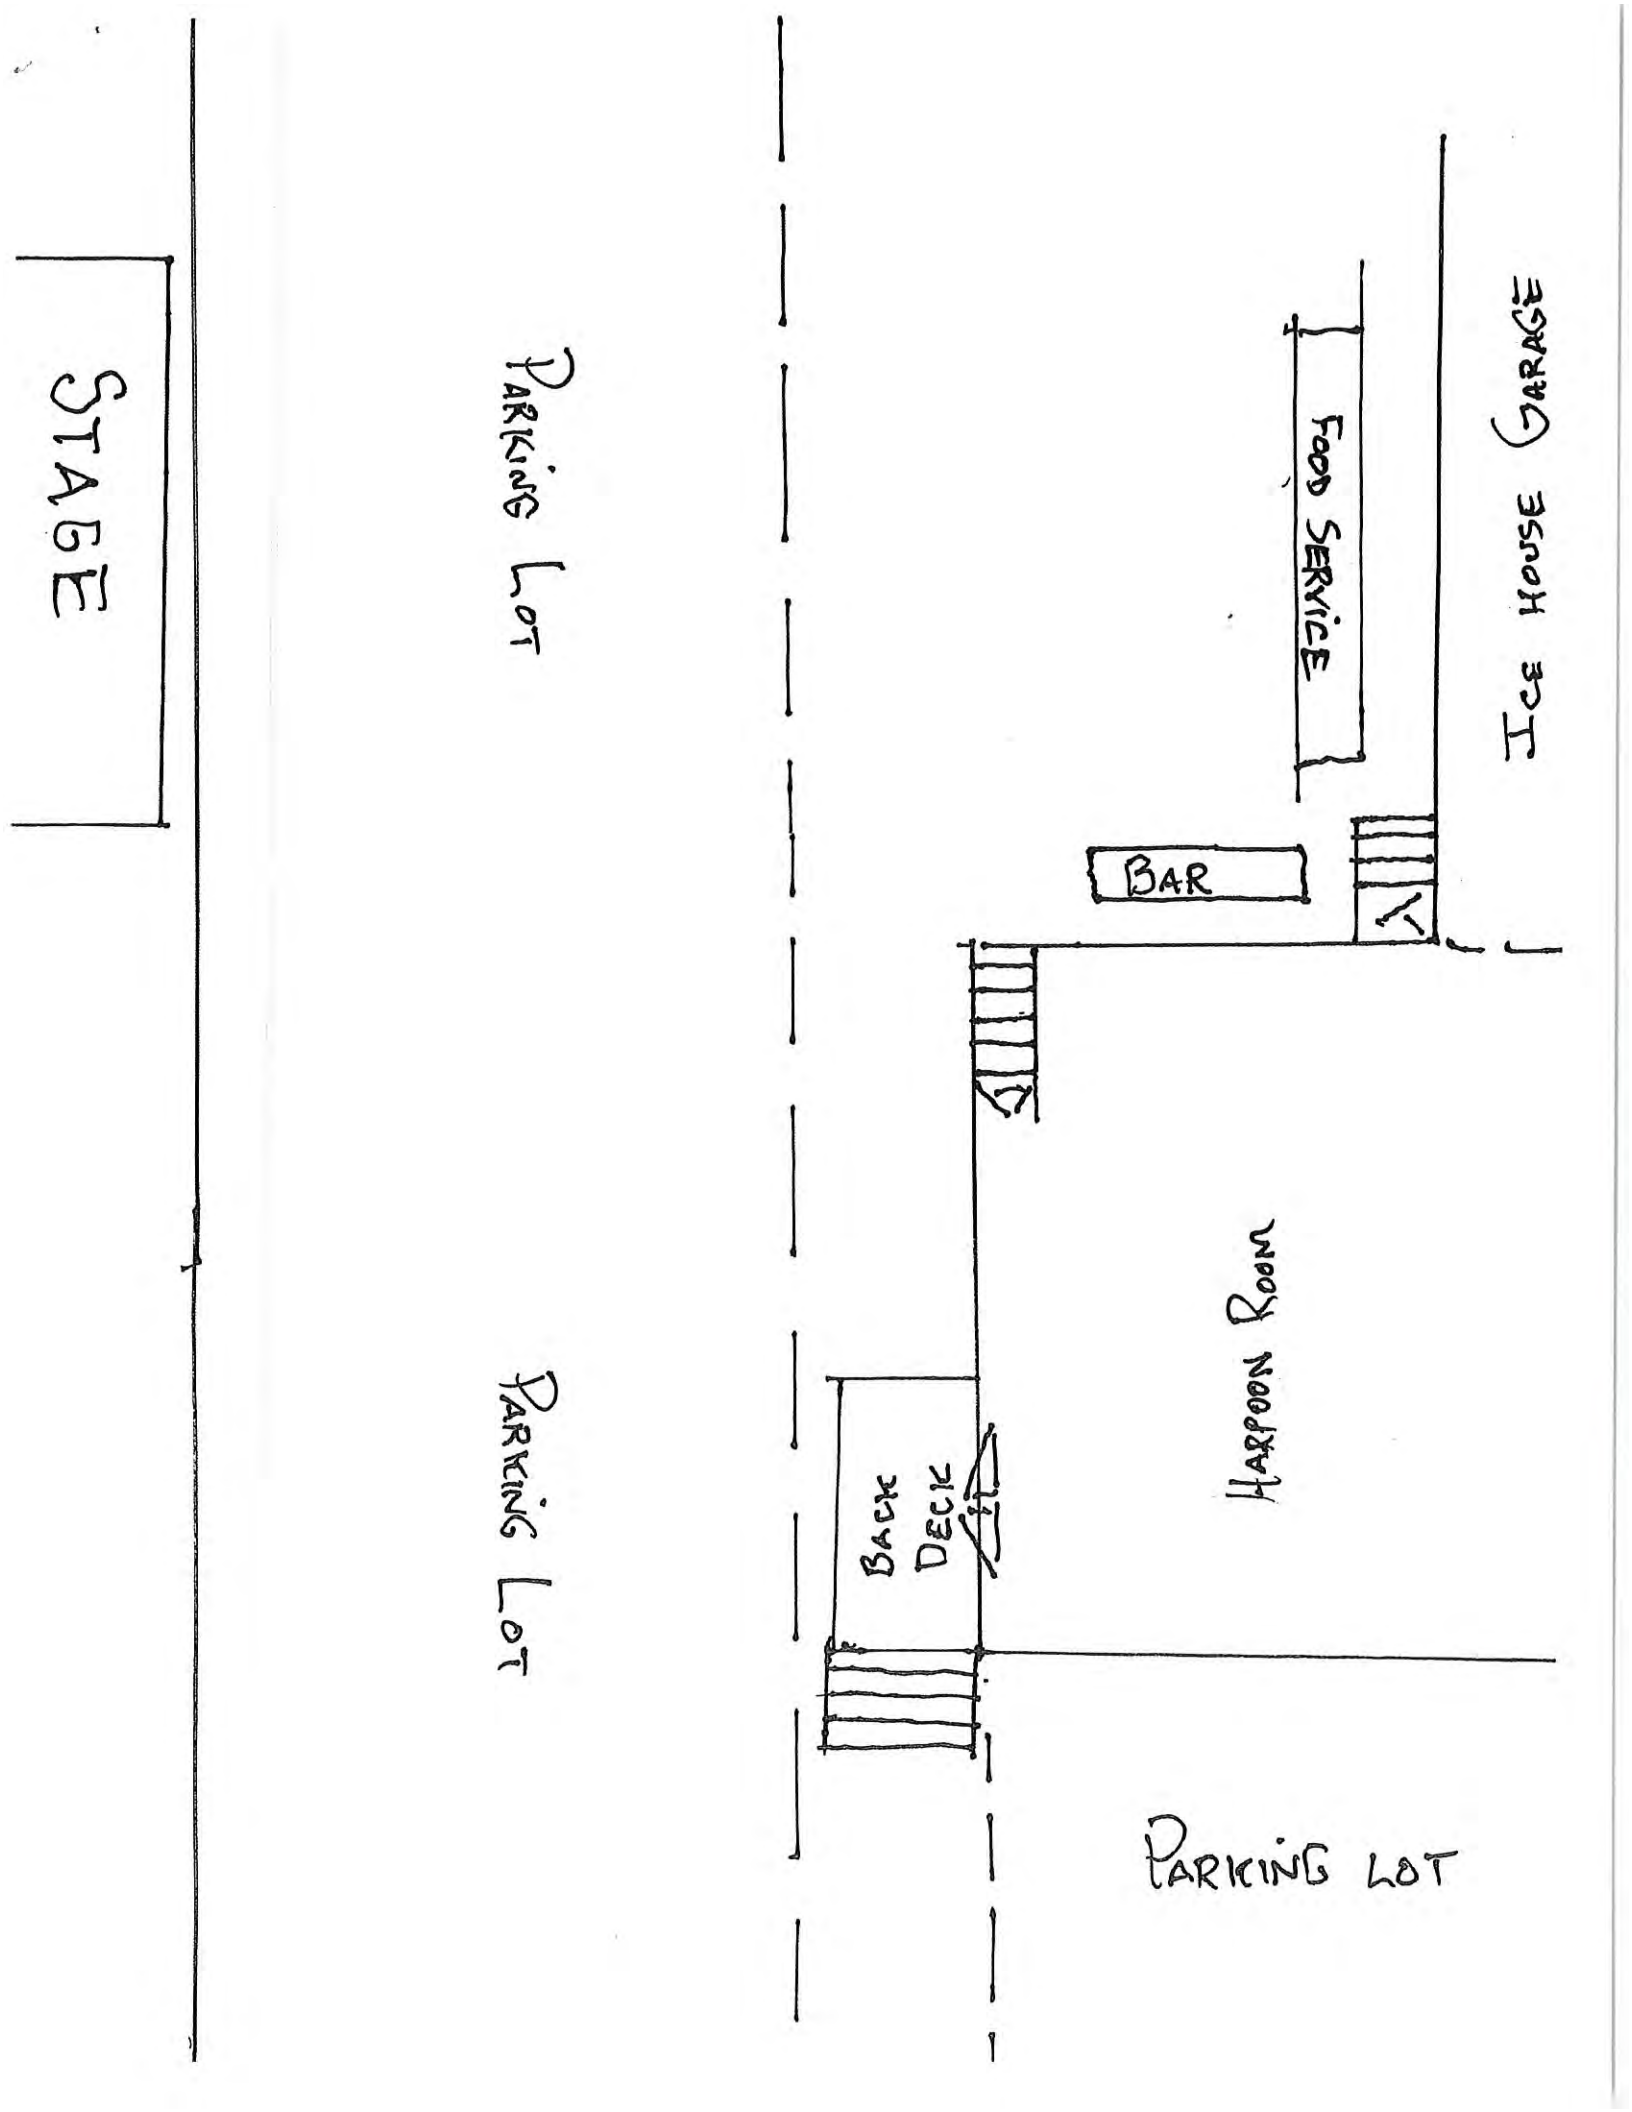 STAGE
PARKING LOT
PARKING LOT
FOOD SERVICE
ICE HOUSE GARAGE
BAR
HARPOON ROOM
BACK
DECK
PARKING LOT